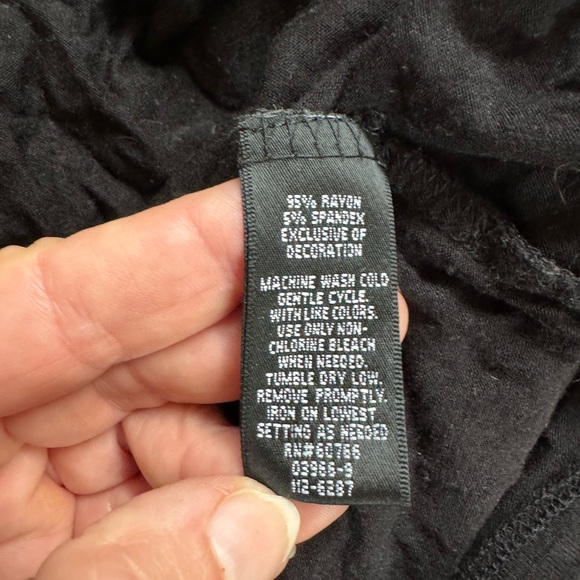 95% RAYON
5% SPANDEX
EXCLUSIVE OF
DECORATION
MACHINE WASH COLD
GENTLE CYCLE.
WITH LIKE COLORS.
USE ONLY NON-
CHLORINE BLEACH
WHEN NEEDED.
TUMBLE DRY LOW.
REMOVE PROMPTLY.
IRON ON LOWEST
SETTING AS NEEDED
RN#60766
03966-9
112-6287